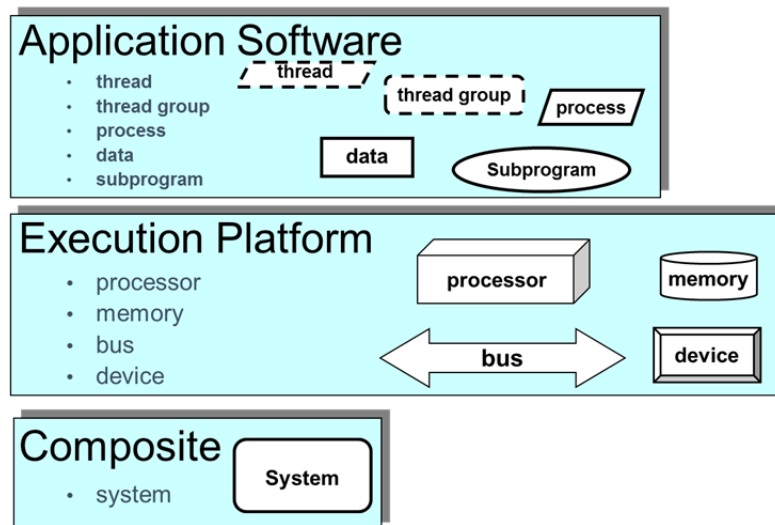 Application Software
• thread
• thread group
• process
• data
• subprogram
thread
thread group
process
data
Subprogram
Execution Platform
• processor
• memory
• bus
• device
processor
memory
bus
device
Composite
• system
System